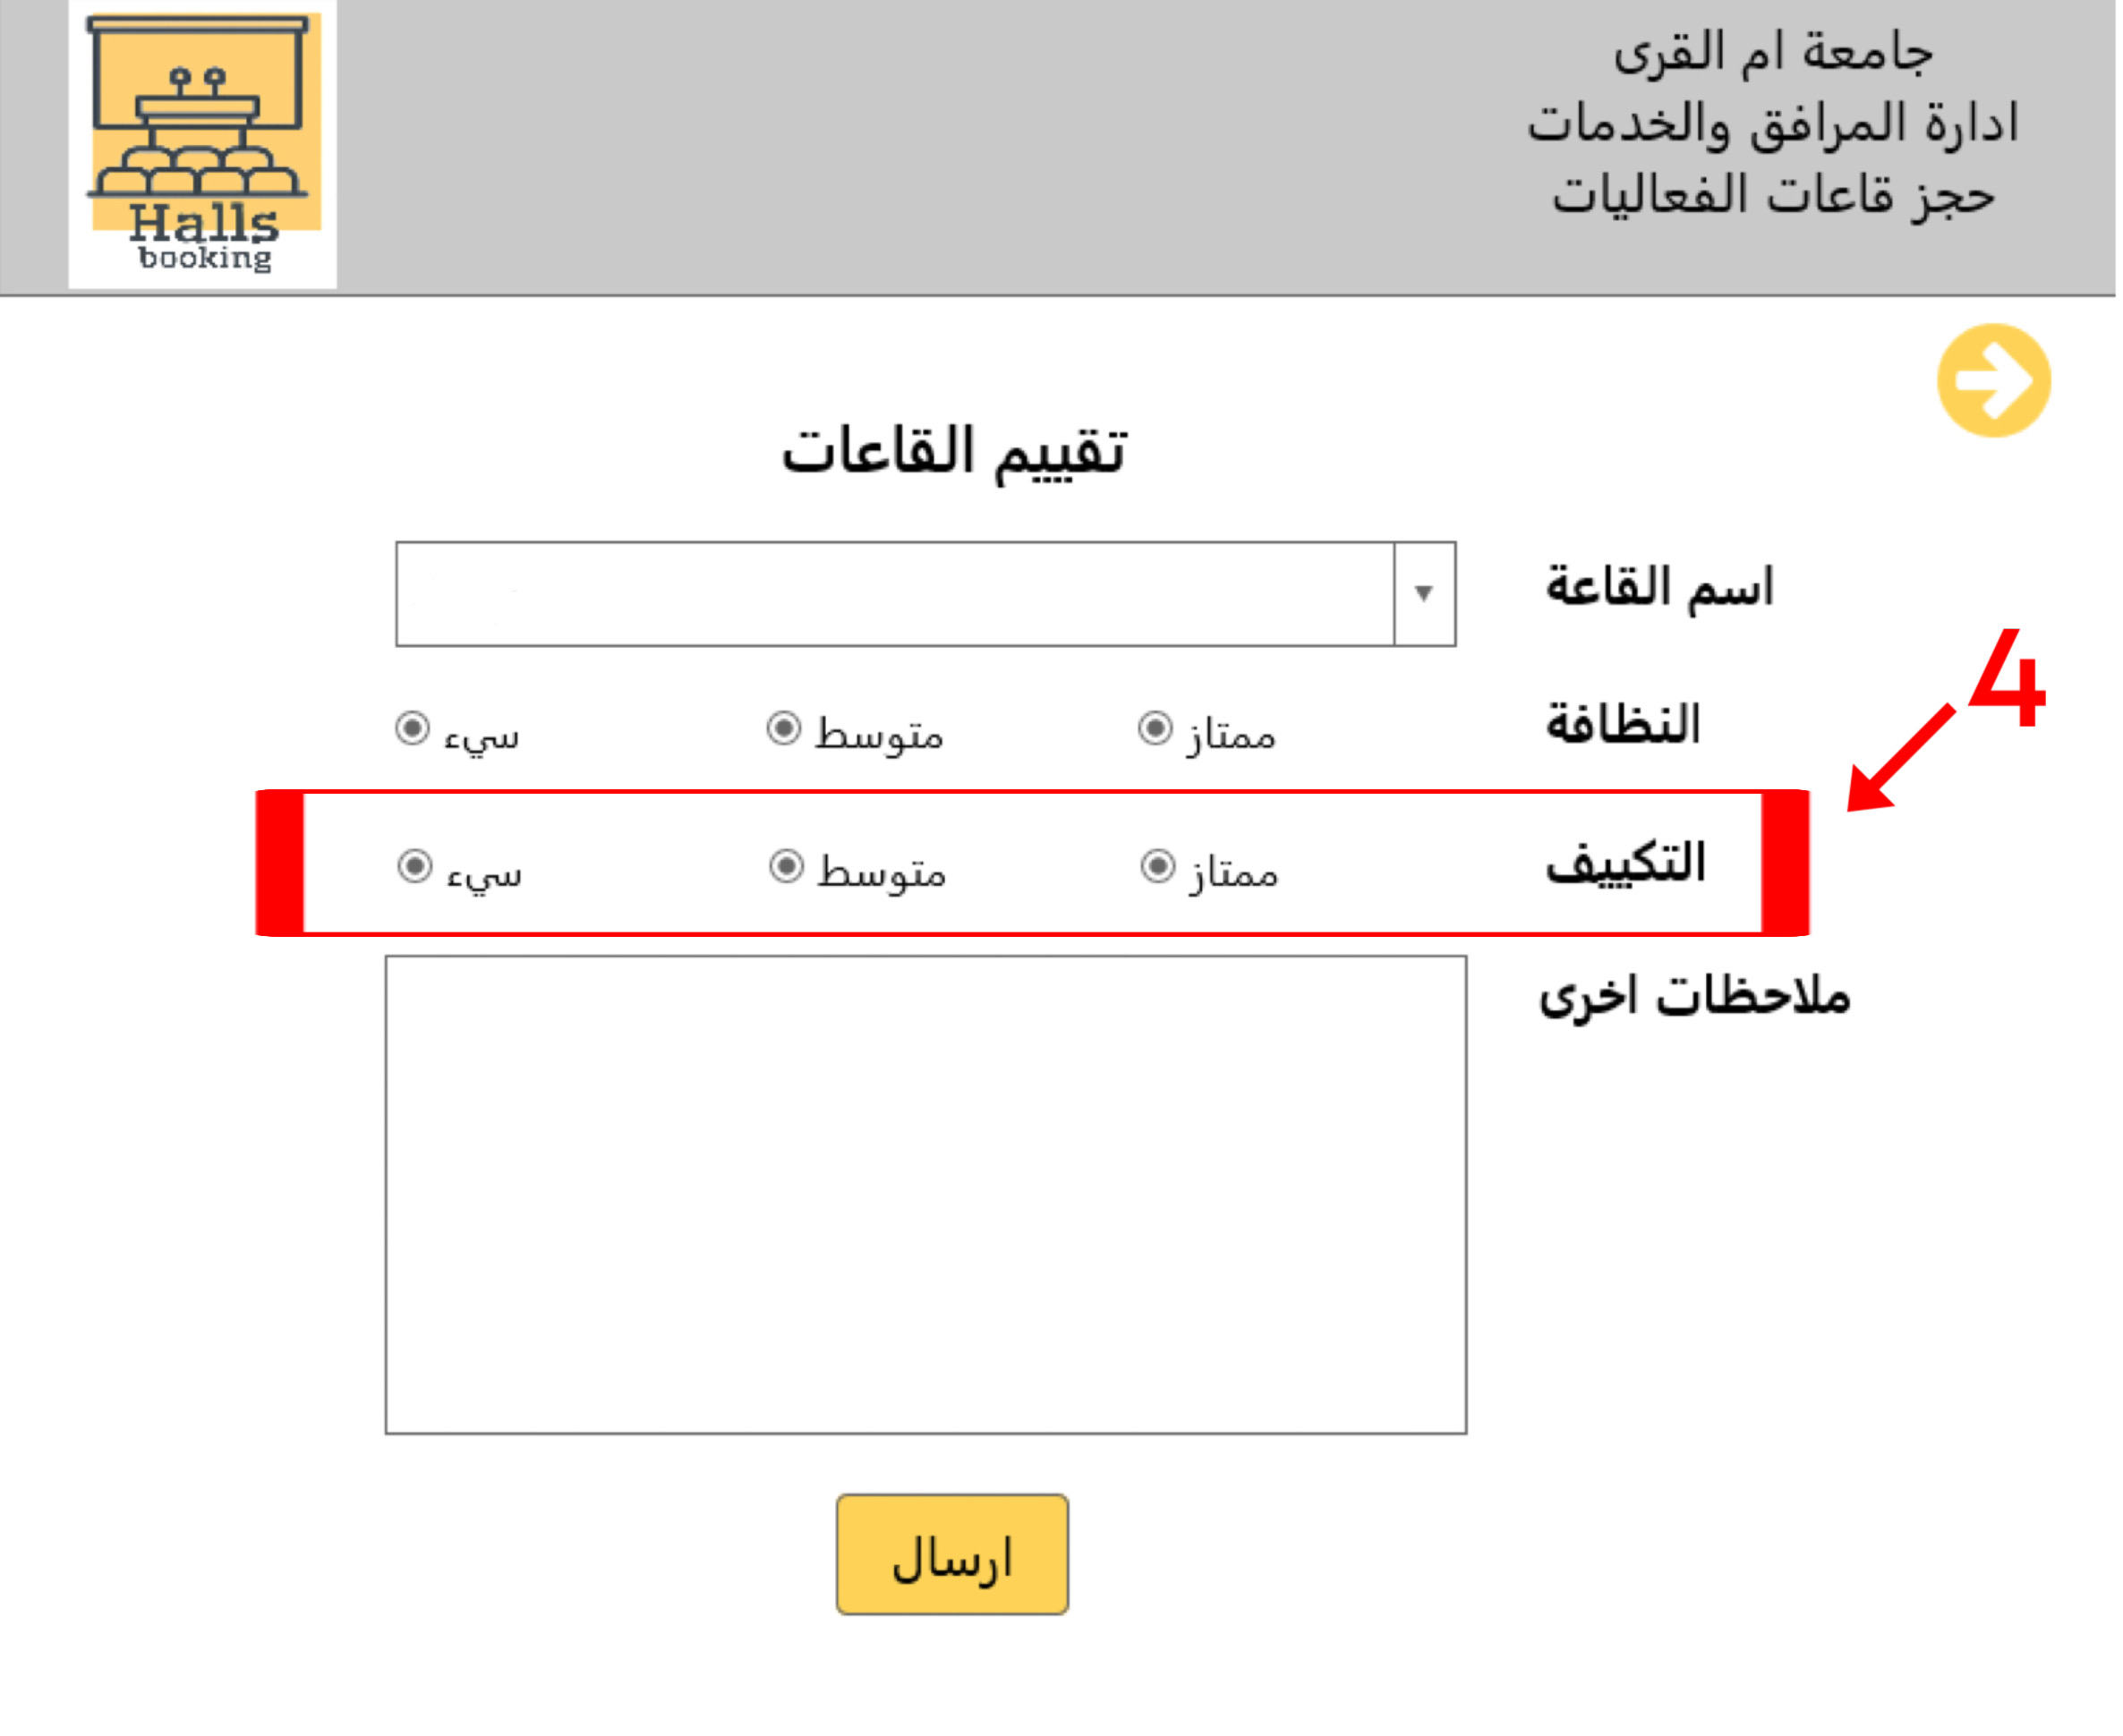 جامعة ام القرى
ادارة المرافق والخدمات
حجز قاعات الفعاليات
Halls
booking
تقييم القاعات
اسم القاعة
4
النظافة ممتاز متوسط سيء
التكييف ممتاز متوسط سيء
ملاحظات اخرى
ارسال